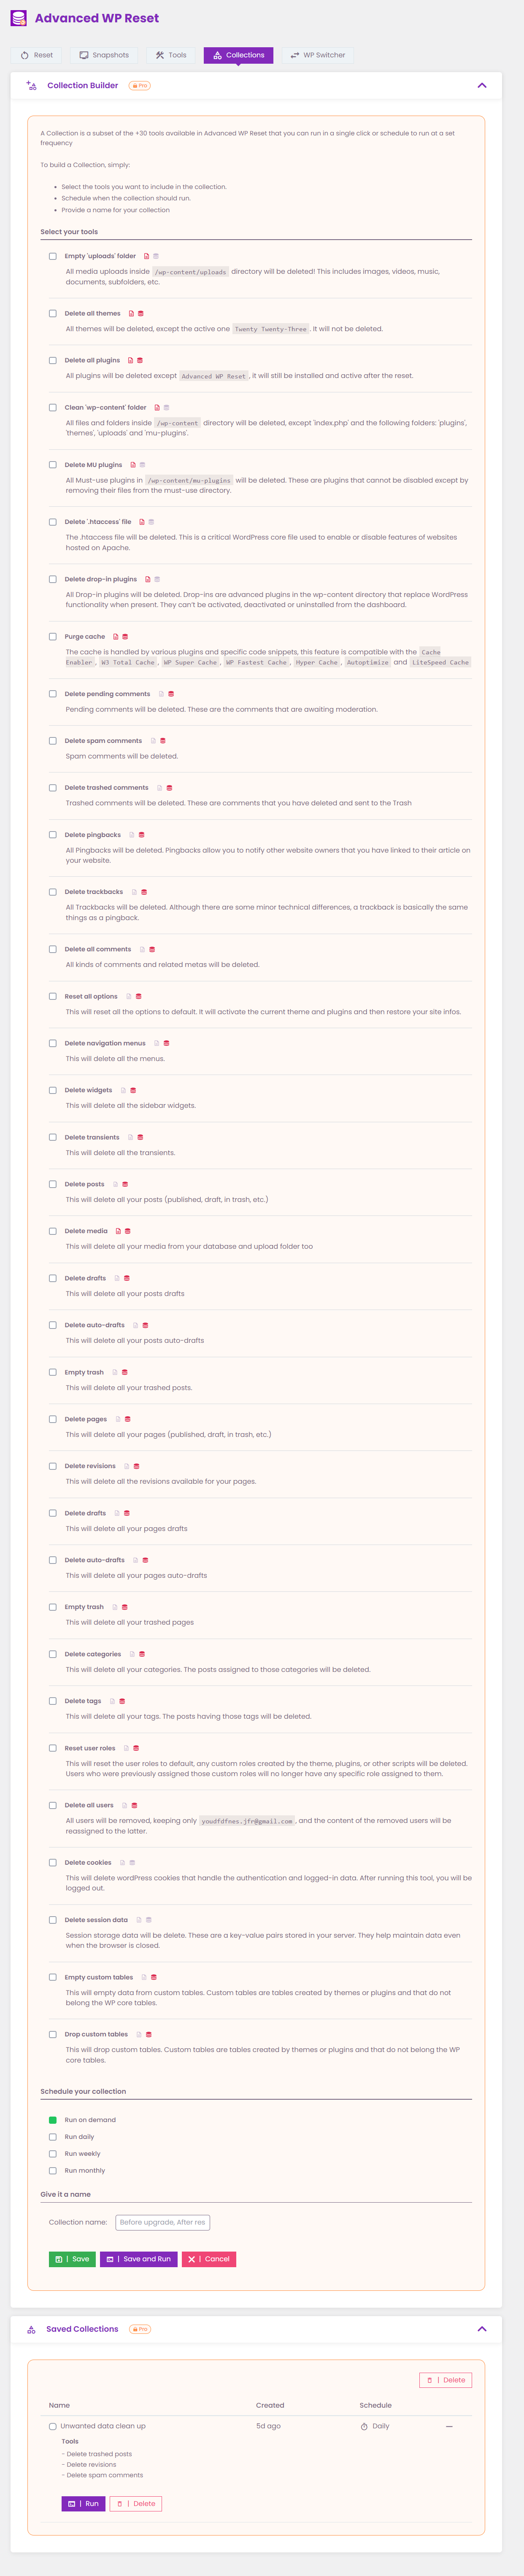 Advanced WP Reset
Reset
Snapshots
Tools
Collections
WP Switcher
Collection Builder
Pro
A Collection is a subset of the +30 tools available in Advanced WP Reset that you can run in a single click or schedule to run at a set
frequency
To build a Collection, simply:
• Select the tools you want to include in the collection.
• Schedule when the collection should run.
• Provide a name for your collection
Select your tools
Empty 'uploads' folder
All media uploads inside /wp-content/uploads directory will be deleted! This includes images, videos, music,
documents, subfolders, etc.
Delete all themes
All themes will be deleted, except the active one Twenty Twenty-Three. It will not be deleted.
Delete all plugins
All plugins will be deleted except Advanced WP Reset. It will still be installed and active after the reset.
Clean 'wp-content' folder
All files and folders inside /wp-content directory will be deleted, except 'index.php' and the following folders: 'plugins',
'themes', 'uploads' and 'mu-plugins'.
Delete MU plugins
All Must-use plugins in /wp-content/mu-plugins will be deleted. These are plugins that cannot be disabled except by
removing their files from the must-use directory.
Delete '.htaccess' file
The .htaccess file will be deleted. This is a critical WordPress core file used to enable or disable features of websites
hosted on Apache.
Delete drop-in plugins
All Drop-in plugins will be deleted. Drop-ins are advanced plugins in the wp-content directory that replace WordPress
functionality when present. They can't be activated, deactivated or uninstalled from the dashboard.
Purge cache
The cache is handled by various plugins and specific code snippets, this feature is compatible with the Cache
Enabler, W3 Total Cache, WP Super Cache, WP Fastest Cache, Hyper Cache, Autoptimize and LiteSpeed Cache
Delete pending comments
Pending comments will be deleted. These are the comments that are awaiting moderation.
Delete spam comments
Spam comments will be deleted.
Delete trashed comments
Trashed comments will be deleted. These are comments that you have deleted and sent to the Trash
Delete pingbacks
All Pingbacks will be deleted. Pingbacks allow you to notify other website owners that you have linked to their article on
your website.
Delete trackbacks
All Trackbacks will be deleted. Although there are some minor technical differences, a trackback is basically the same
things as a pingback.
Delete all comments
All kinds of comments and related metas will be deleted.
Reset all options
This will reset all the options to default. It will activate the current theme and plugins and then restore your site infos.
Delete navigation menus
This will delete all the menus.
Delete widgets
This will delete all the sidebar widgets.
Delete transients
This will delete all the transients.
Delete posts
This will delete all your posts (published, draft, in trash, etc.)
Delete media
This will delete all your media from your database and upload folder too
Delete drafts
This will delete all your posts drafts
Delete auto-drafts
This will delete all your posts auto-drafts
Empty trash
This will delete all your trashed posts.
Delete pages
This will delete all your pages (published, draft, in trash, etc.)
Delete revisions
This will delete all the revisions available for your pages.
Delete drafts
This will delete all your pages drafts
Delete auto-drafts
This will delete all your pages auto-drafts
Empty trash
This will delete all your trashed pages
Delete categories
This will delete all your categories. The posts assigned to those categories will be deleted.
Delete tags
This will delete all your tags. The posts having those tags will be deleted.
Reset user roles
This will reset the user roles to default, any custom roles created by the theme, plugins, or other scripts will be deleted.
Users who were previously assigned those custom roles will no longer have any specific role assigned to them.
Delete all users
All users will be removed, keeping only youdfdfnes.jfr@gmail.com, and the content of the removed users will be
reassigned to the latter.
Delete cookies
This will delete wordPress cookies that handle the authentication and logged-in data. After running this tool, you will be
logged out.
Delete session data
Session storage data will be delete. These are a key-value pairs stored in your server. They help maintain data even
when the browser is closed.
Empty custom tables
This will empty data from custom tables. Custom tables are tables created by themes or plugins and that do not
belong the WP core tables.
Drop custom tables
This will drop custom tables. Custom tables are tables created by themes or plugins and that do not belong the WP
core tables.
Schedule your collection
Run on demand
Run daily
Run weekly
Run monthly
Give it a name
Collection name: Before upgrade, After res
| Save
| Save and Run
| Cancel
Saved Collections
Pro
| Delete
Name Created Schedule
Unwanted data clean up 5d ago Daily
Tools
- Delete trashed posts
- Delete revisions
- Delete spam comments
| Run
| Delete